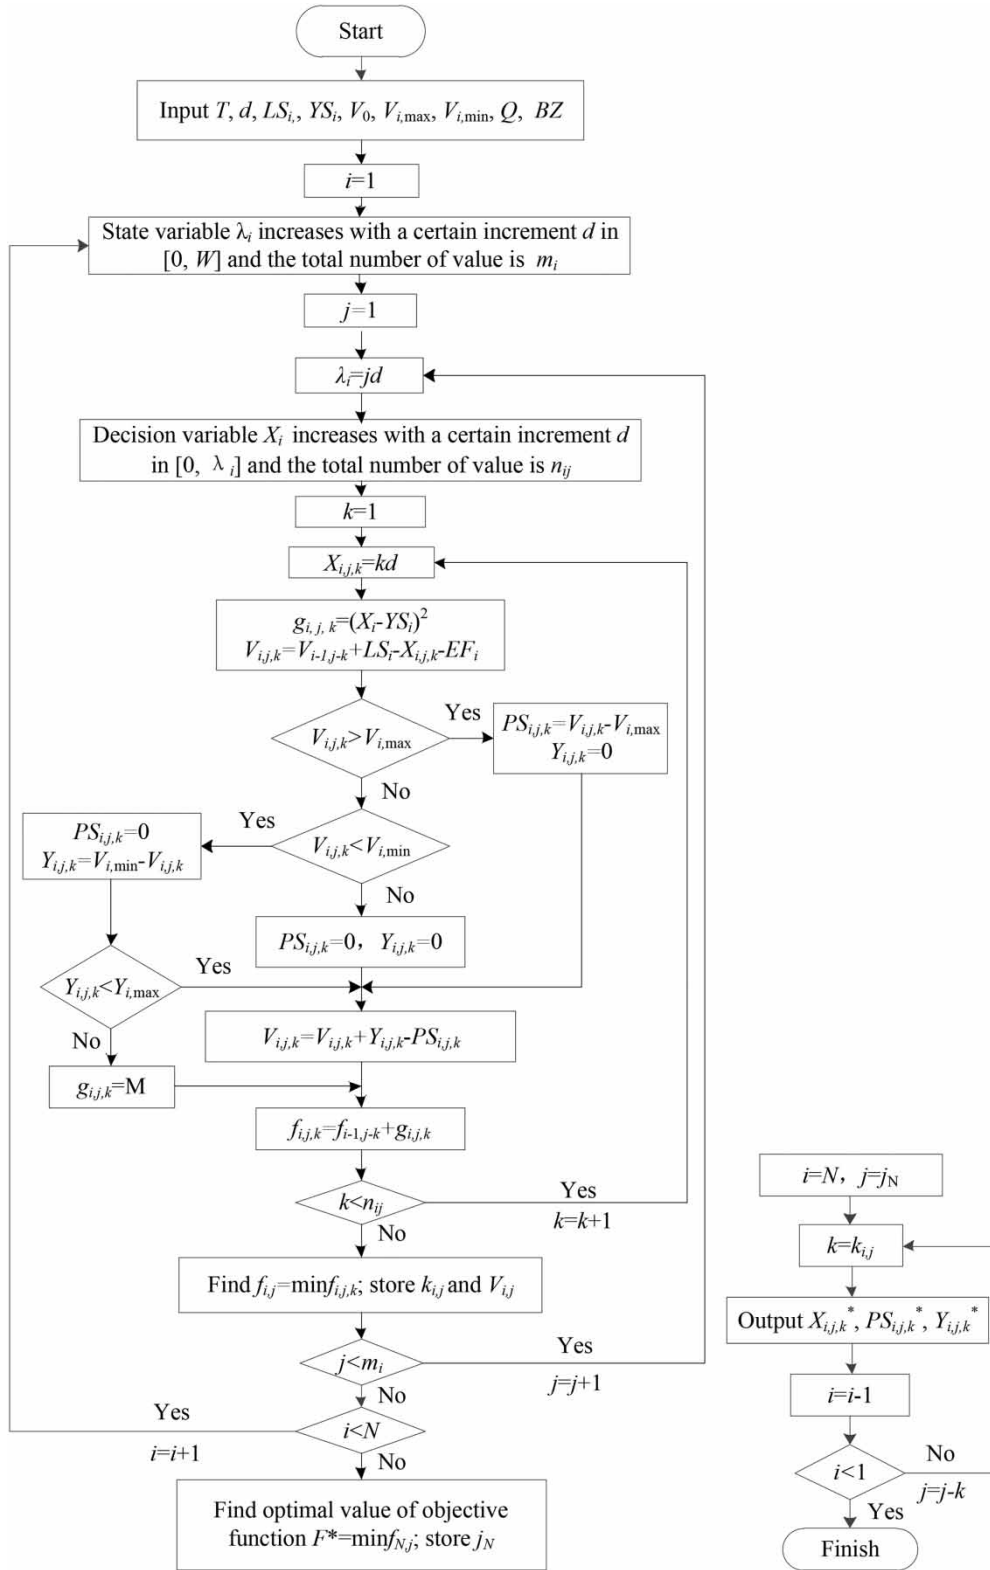 Start
Input T, d, LSi, YSi, V0, Vi,max, Vi,min, Q, BZ
i=1
State variable λi increases with a certain increment d in
[0, W] and the total number of value is mi
j=1
λi=jd
Decision variable Xi increases with a certain increment d
in [0, λi] and the total number of value is nij
k=1
Xi,j,k=kd
gi, j, k=(Xi-YSi)2
Vi,j,k=Vi-1,j-k+LSi-Xi,j,k-EFi
Vi,j,k>Vi,max
Yes
PSi,j,k=Vi,j,k-Vi,max
Yi,j,k=0
No
Vi,j,k<Vi,min
Yes
PSi,j,k=0
Yi,j,k=Vi,min-Vi,j,k
No
PSi,j,k=0, Yi,j,k=0
Yi,j,k<Yi,max
Yes
No
Vi,j,k=Vi,j,k+Yi,j,k-PSi,j,k
gi,j,k=M
fi,j,k=fi-1,j-k+gi,j,k
k<nij
Yes
k=k+1
No
Find fi,j=minfi,j,k; store ki,j and Vi,j
j<mi
Yes
j=j+1
No
i<N
Yes
i=i+1
No
Find optimal value of objective
function F*=minfN,j; store jN
i=N, j=jN
k=ki,j
Output Xi,j,k*, PSi,j,k*, Yi,j,k*
i=i-1
i<1
No
j=j-k
Yes
Finish